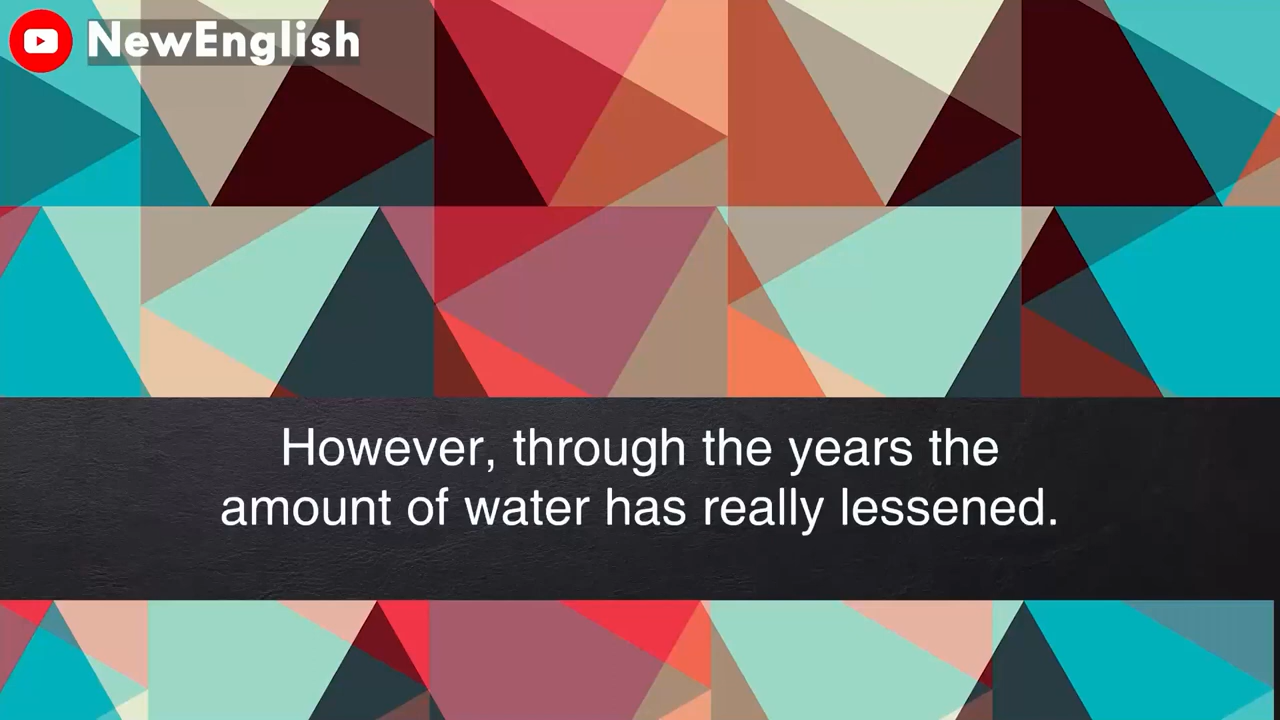 NewEnglish
However, through the years the
amount of water has really lessened.